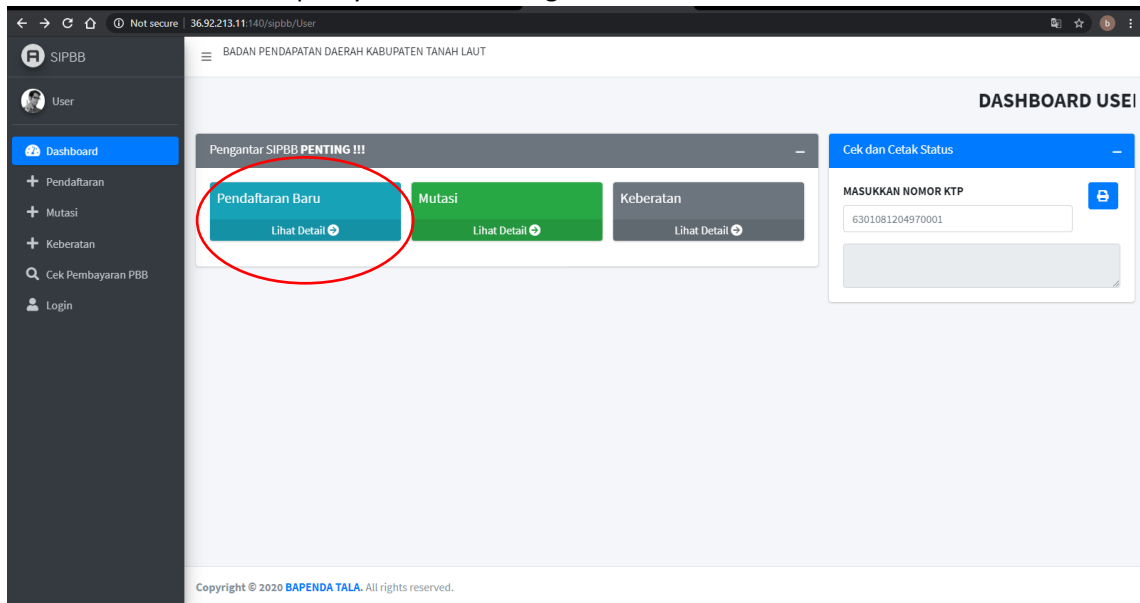 Not secure | 36.92.213.11:140/sipbb/User
b
SIPBB
BADAN PENDAPATAN DAERAH KABUPATEN TANAH LAUT
User
DASHBOARD USE
Dashboard
Pendaftaran
Mutasi
Keberatan
Cek Pembayaran PBB
Login
Pengantar SIPBB PENTING !!!
Pendaftaran Baru
Lihat Detail
Mutasi
Lihat Detail
Keberatan
Lihat Detail
Cek dan Cetak Status
MASUKKAN NOMOR KTP
6301081204970001
Copyright © 2020 BAPENDA TALA. All rights reserved.